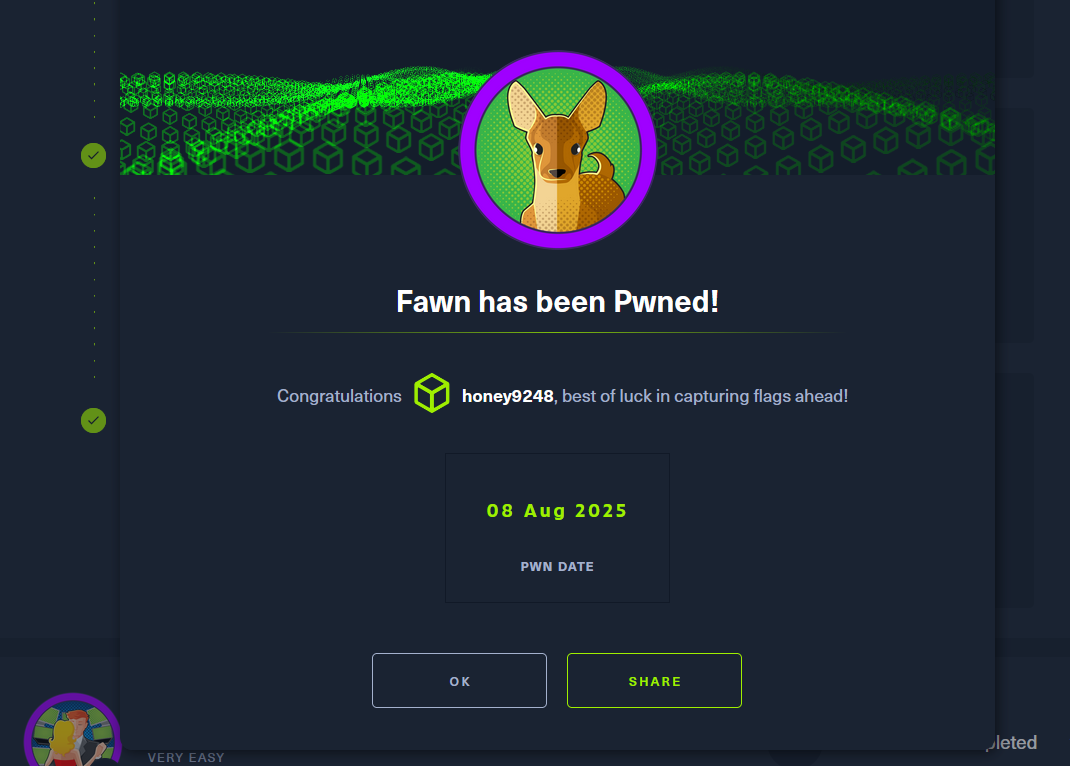 Fawn has been Pwned!
Congratulations honey9248, best of luck in capturing flags ahead!
08 Aug 2025
PWN DATE
OK
SHARE
VERY EASY